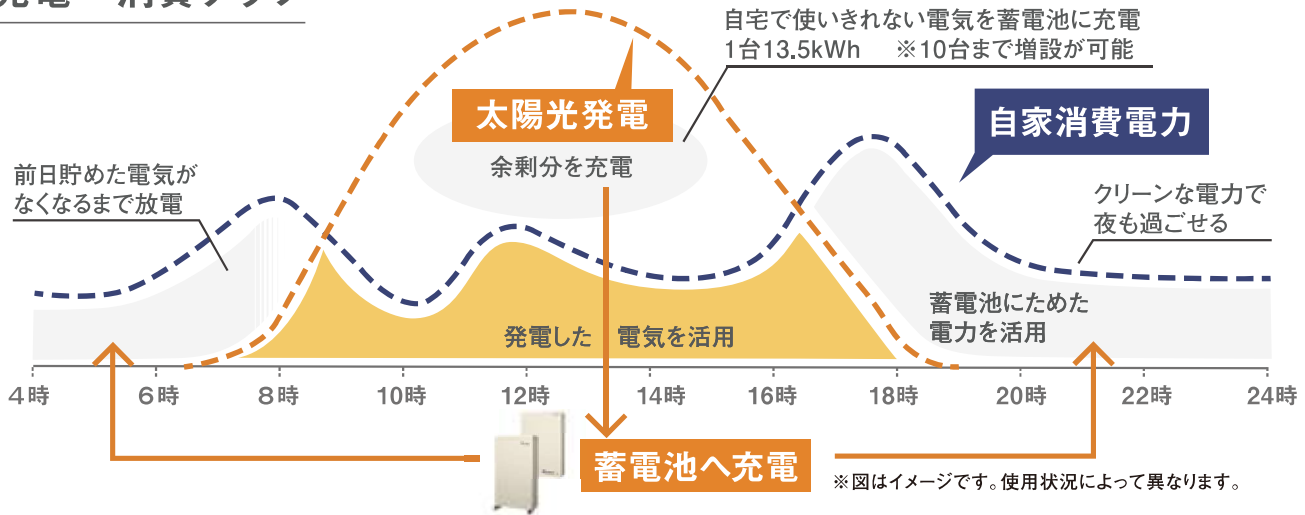 自宅で使いきれない電気を蓄電池に充電
1台13.5kWh ※10台まで増設が可能
太陽光発電
自家消費電力
余剰分を充電
前日貯めた電気が
なくなるまで放電
クリーンな電力で
夜も過ごせる
蓄電池にためた
電力を活用
発電した 電気を活用
4時 6時 8時 10時 12時 14時 16時 18時 20時 22時 24時
蓄電池へ充電
※図はイメージです。使用状況によって異なります。